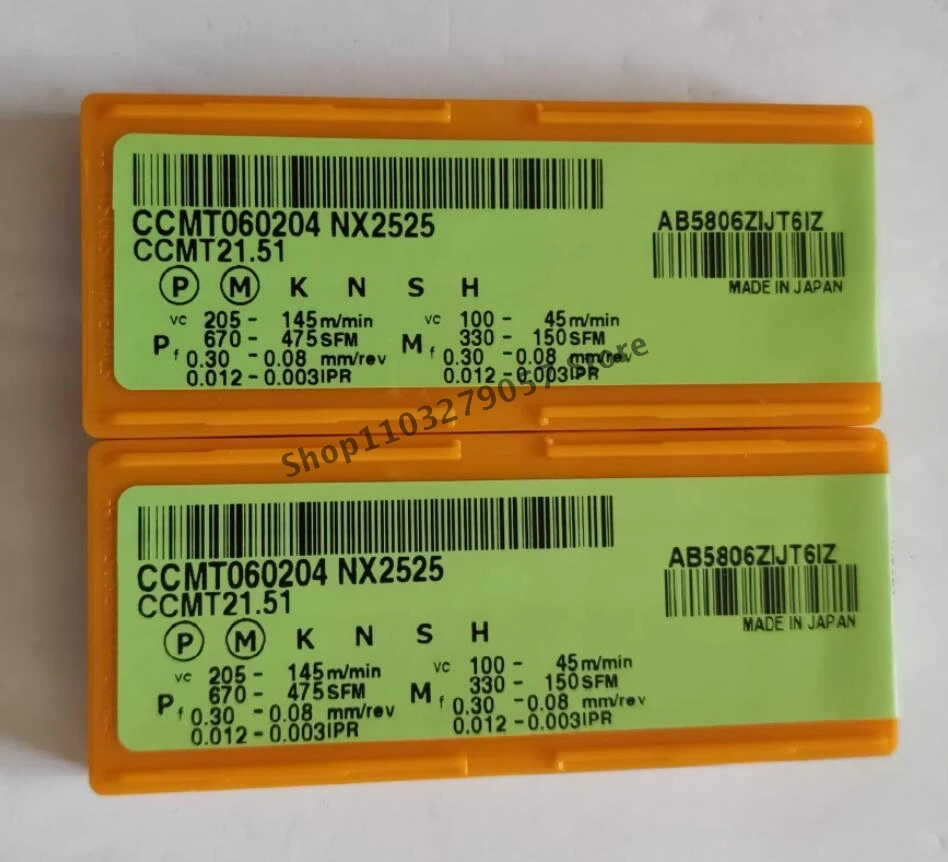 CCMT060204 NX2525
CCMT21.51
AB5806ZIJT6IZ
MADE IN JAPAN
P M K N S H
vc 205 - 145 m/min
670 - 475 SFM
P
f 0.30 - 0.08 mm/rev
0.012 - 0.003 IPR
vc 100 - 45 m/min
330 - 150 SFM
M
f 0.30 - 0.08 mm/rev
0.012 - 0.003 IPR
CCMT060204 NX2525
CCMT21.51
AB5806ZIJT6IZ
MADE IN JAPAN
P M K N S H
vc 205 - 145 m/min
670 - 475 SFM
P
f 0.30 - 0.08 mm/rev
0.012 - 0.003 IPR
vc 100 - 45 m/min
330 - 150 SFM
M
f 0.30 - 0.08 mm/rev
0.012 - 0.003 IPR